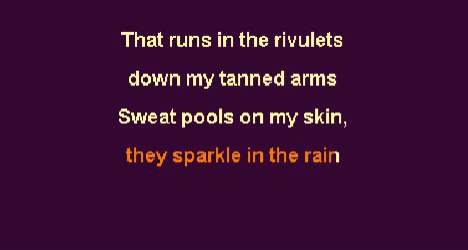 That runs in the rivulets
down my tanned arms
Sweat pools on my skin,
they sparkle in the rain